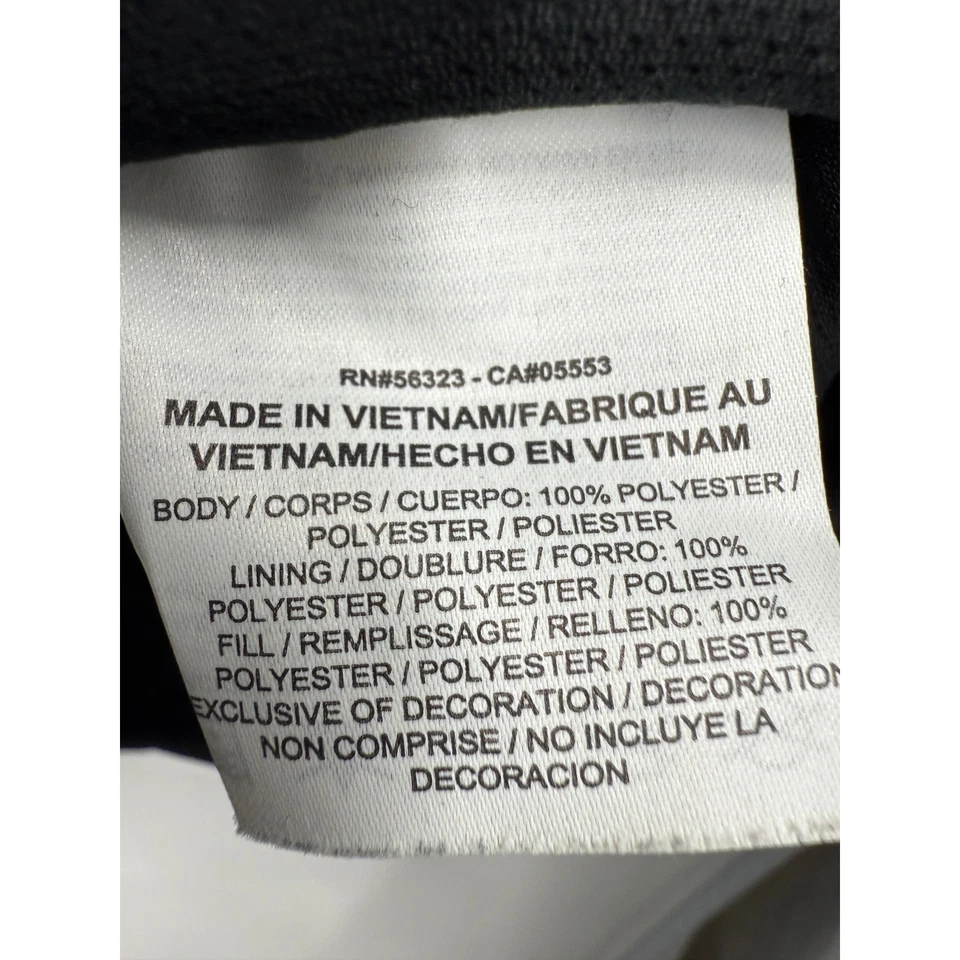 RN#56323 - CA#05553
MADE IN VIETNAM/FABRIQUE AU
VIETNAM/HECHO EN VIETNAM
BODY / CORPS / CUERPO: 100% POLYESTER /
POLYESTER / POLIESTER
LINING / DOUBLURE / FORRO: 100%
POLYESTER / POLYESTER / POLIESTER
FILL / REMPLISSAGE / RELLENO: 100%
POLYESTER / POLYESTER / POLIESTER
EXCLUSIVE OF DECORATION / DECORATION
NON COMPRISE / NO INCLUYE LA
DECORACION